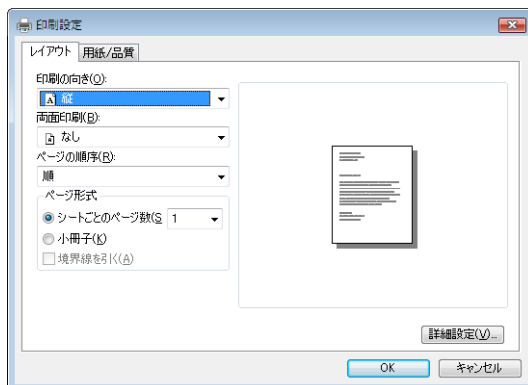 印刷設定
レイアウト 用紙/品質
印刷の向き(O):
縦
両面印刷(B):
なし
ページの順序(R):
順
ページ形式
シートごとのページ数(S 1
小冊子(K)
境界線を引く(A)
詳細設定(V)...
OK キャンセル